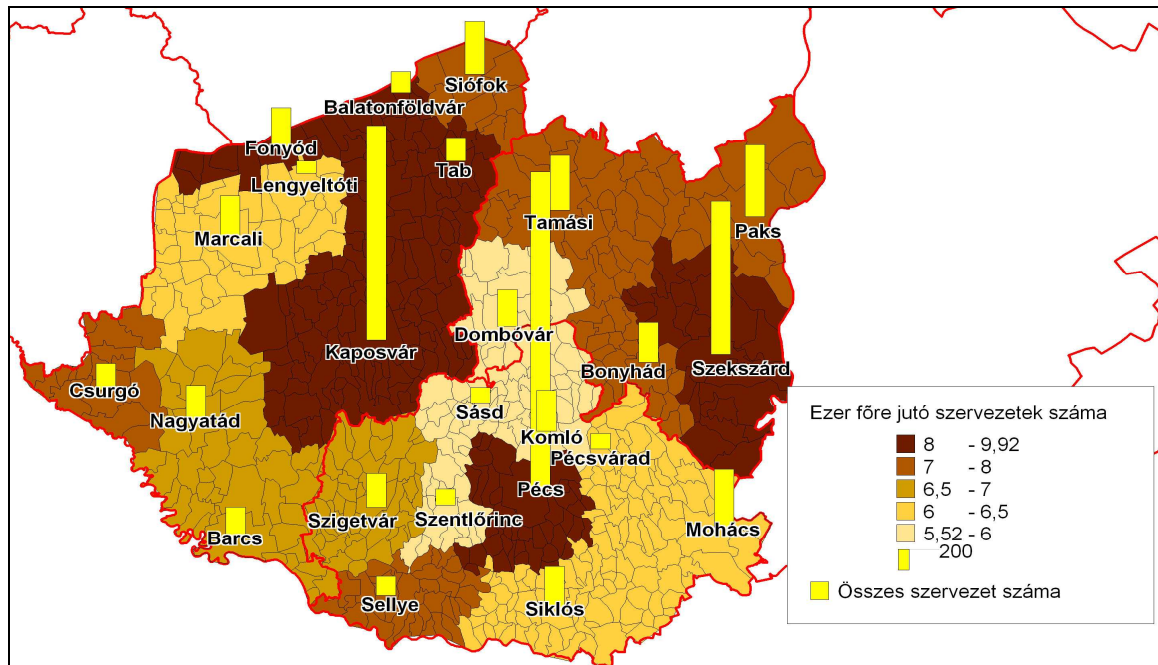 Siófok
Balatonföldvár
Fonyód
Tab
Lengyeltóti
Tamási
Paks
Marcali
Dombóvár
Kaposvár
Bonyhád
Szekszárd
Csurgó
Nagyatád
Sásd
Komló
Pécsvárad
Pécs
Szigetvár
Szentlőrinc
Mohács
Barcs
Sellye
Siklós
Ezer főre jutó szervezetek száma
8 - 9,92
7 - 8
6,5 - 7
6 - 6,5
5,52 - 6
200
Összes szervezet száma